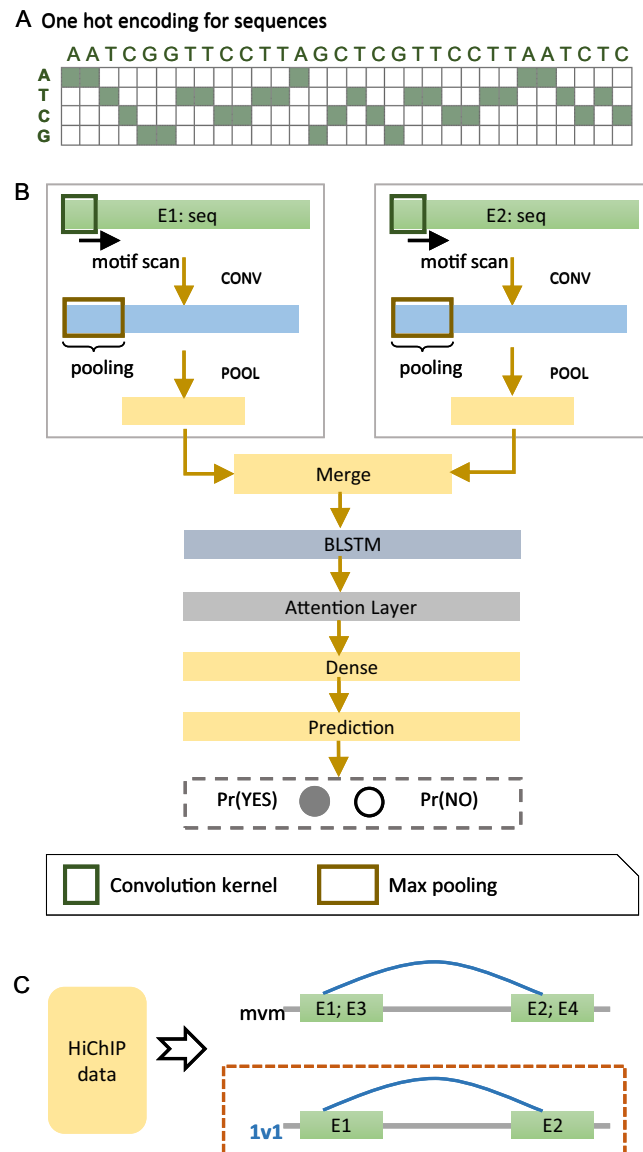 A One hot encoding for sequences
A A T C G G T T C C T T A G C T C G T T C C T T A A T C T C
A
T
C
G
B
E1: seq
E2: seq
motif scan
motif scan
CONV
CONV
pooling
pooling
POOL
POOL
Merge
BLSTM
Attention Layer
Dense
Prediction
Pr(YES) Pr(NO)
Convolution kernel Max pooling
C
HiChIP
data
mvm
E1; E3 E2; E4
1v1
E1 E2